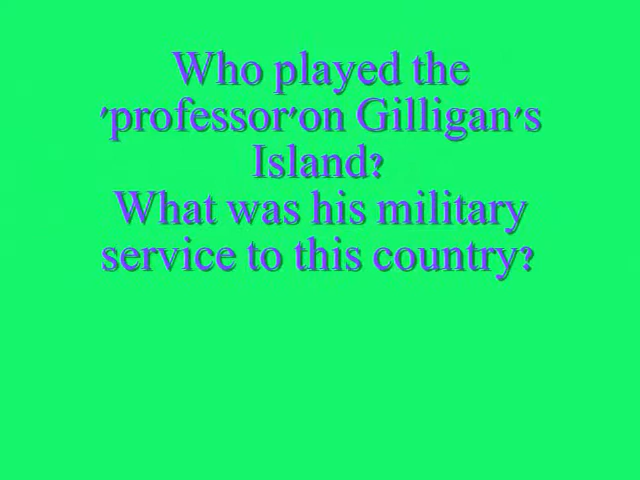 Who played the
'professor'on Gilligan's
Island?
What was his military
service to this country?